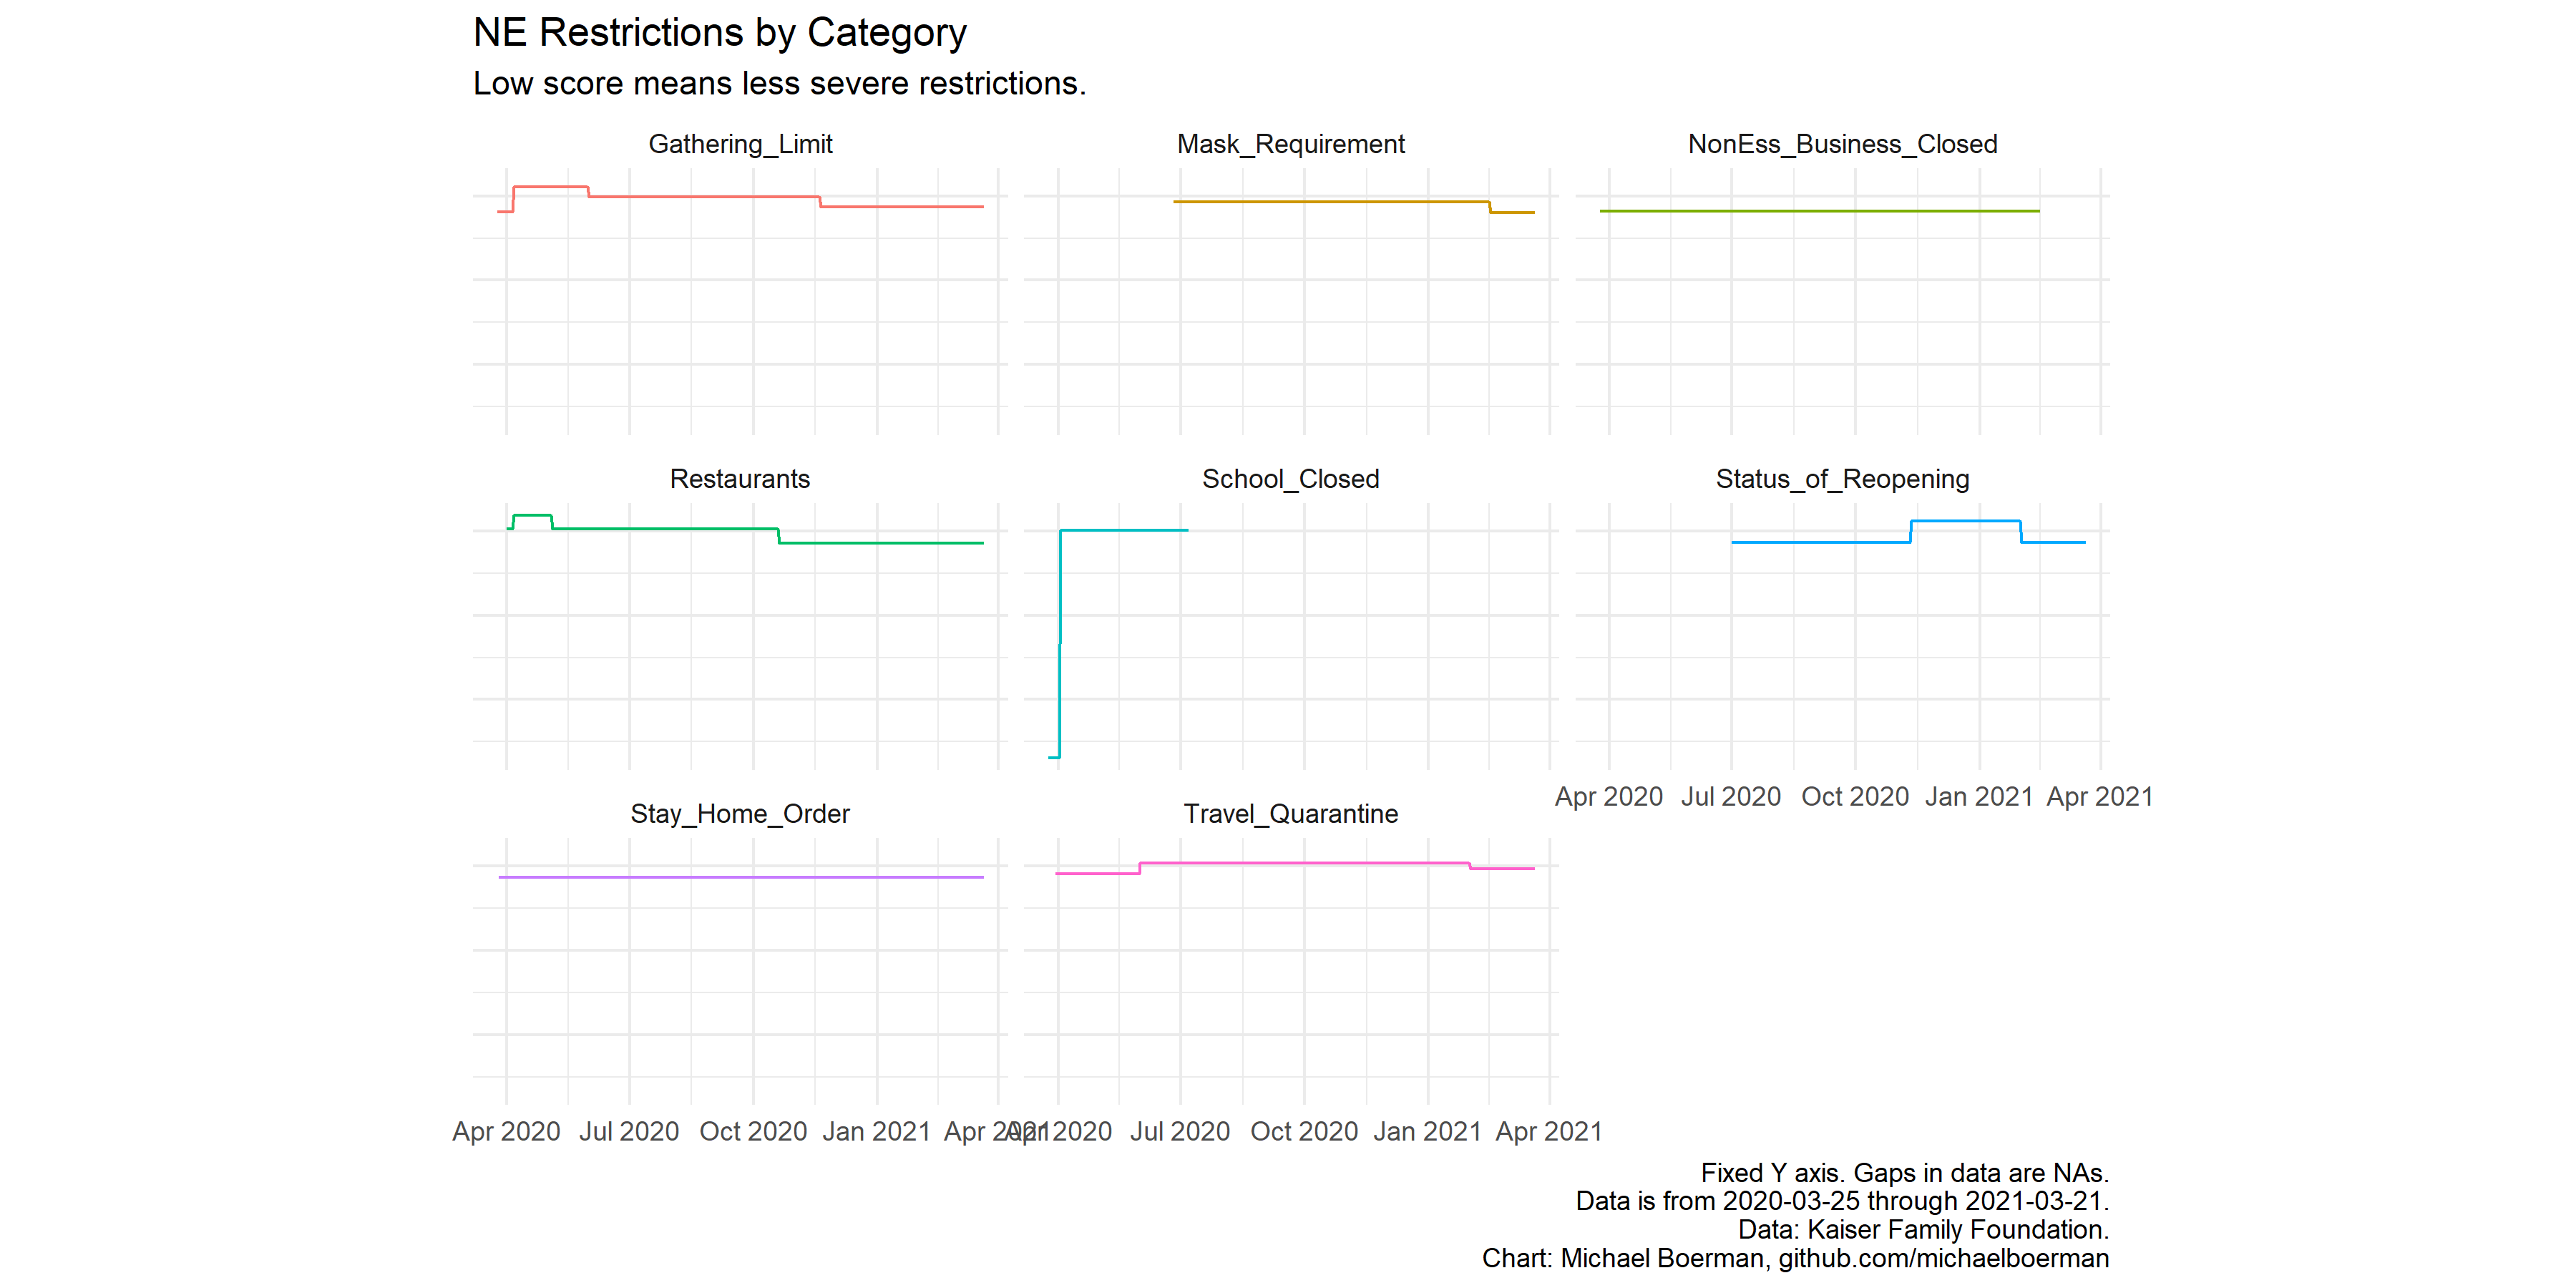 NE Restrictions by Category
Low score means less severe restrictions.
Gathering_Limit
Mask_Requirement
NonEss_Business_Closed
Restaurants
School_Closed
Status_of_Reopening
Apr 2020 Jul 2020 Oct 2020 Jan 2021 Apr 2021
Stay_Home_Order
Travel_Quarantine
Apr 2020 Jul 2020 Oct 2020 Jan 2021 Apr 2021
Apr 2020 Jul 2020 Oct 2020 Jan 2021 Apr 2021
Fixed Y axis. Gaps in data are NAs.
Data is from 2020-03-25 through 2021-03-21.
Data: Kaiser Family Foundation.
Chart: Michael Boerman, github.com/michaelboerman